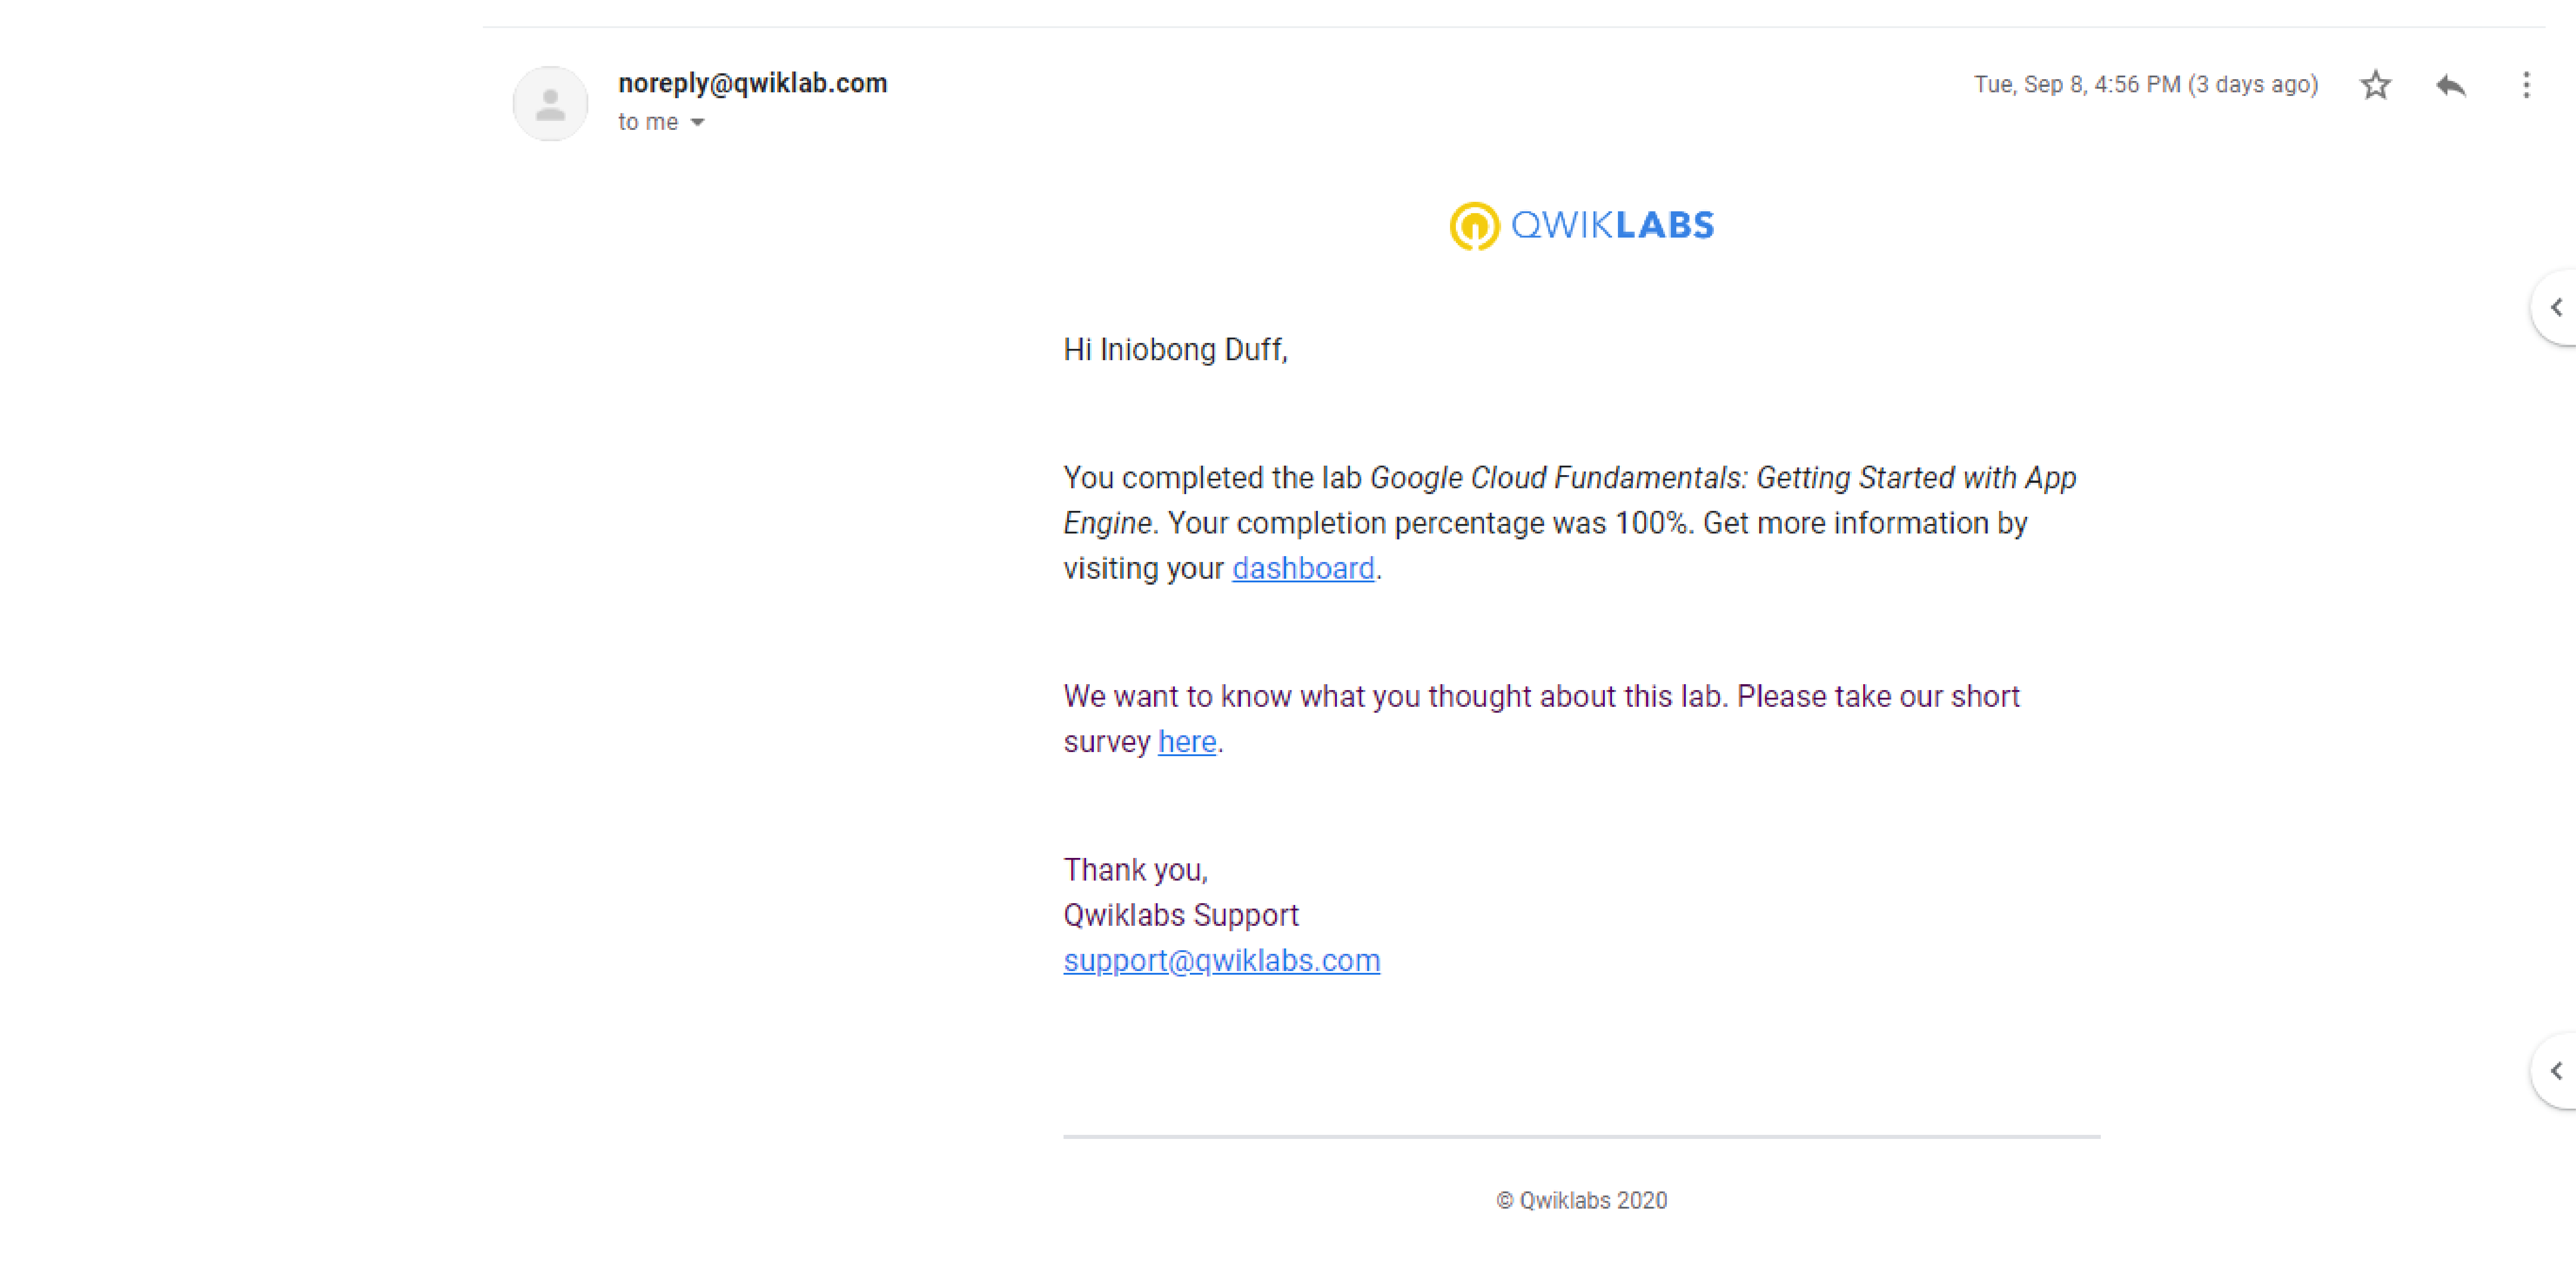 noreply@qwiklab.com
Tue, Sep 8, 4:56 PM (3 days ago)
to me
QWIKLABS
Hi Iniobong Duff,
You completed the lab Google Cloud Fundamentals: Getting Started with App
Engine. Your completion percentage was 100%. Get more information by
visiting your dashboard.
We want to know what you thought about this lab. Please take our short
survey here.
Thank you,
Qwiklabs Support
support@qwiklabs.com
© Qwiklabs 2020